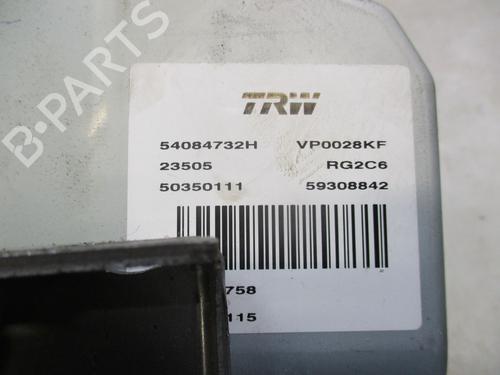 B-PARTS
TRW
54084732H VP0028KF
23505 RG2C6
50350111 59308842
758
115